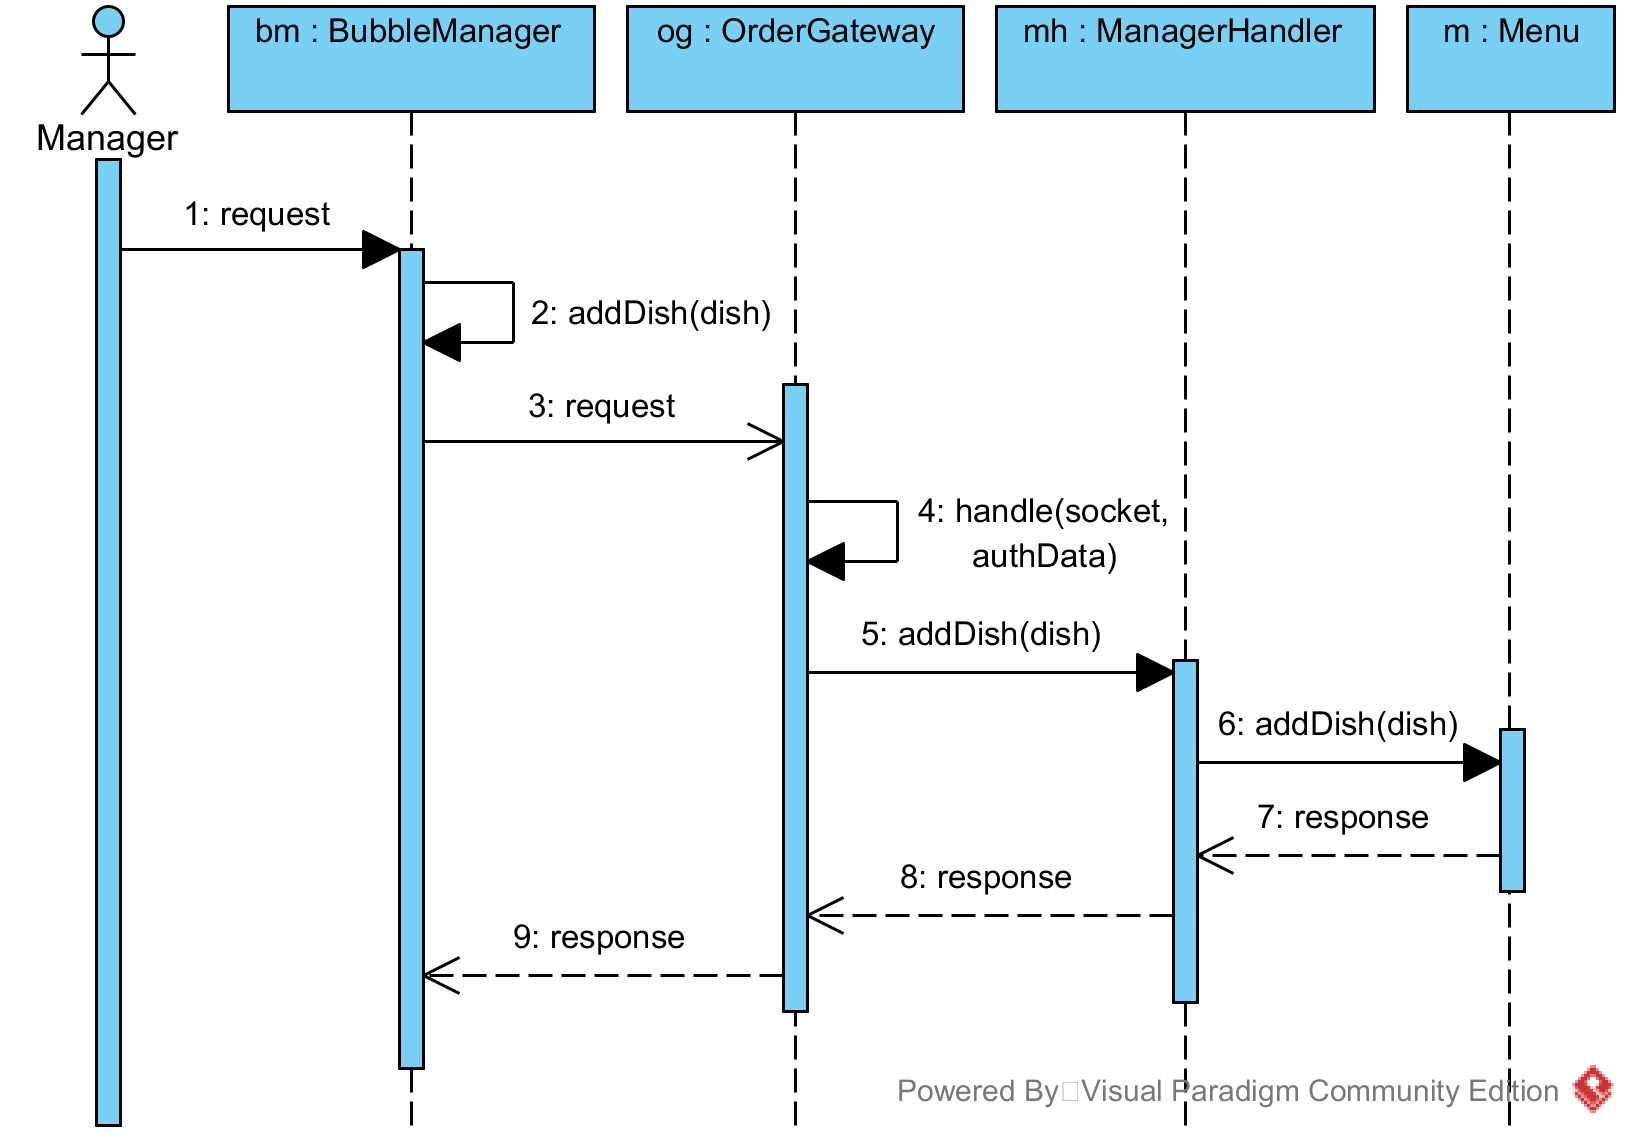 bm : BubbleManager
og : OrderGateway
mh : ManagerHandler
m : Menu
Manager
1: request
2: addDish(dish)
3: request
4: handle(socket,
authData)
5: addDish(dish)
6: addDish(dish)
7: response
8: response
9: response
Powered By Visual Paradigm Community Edition